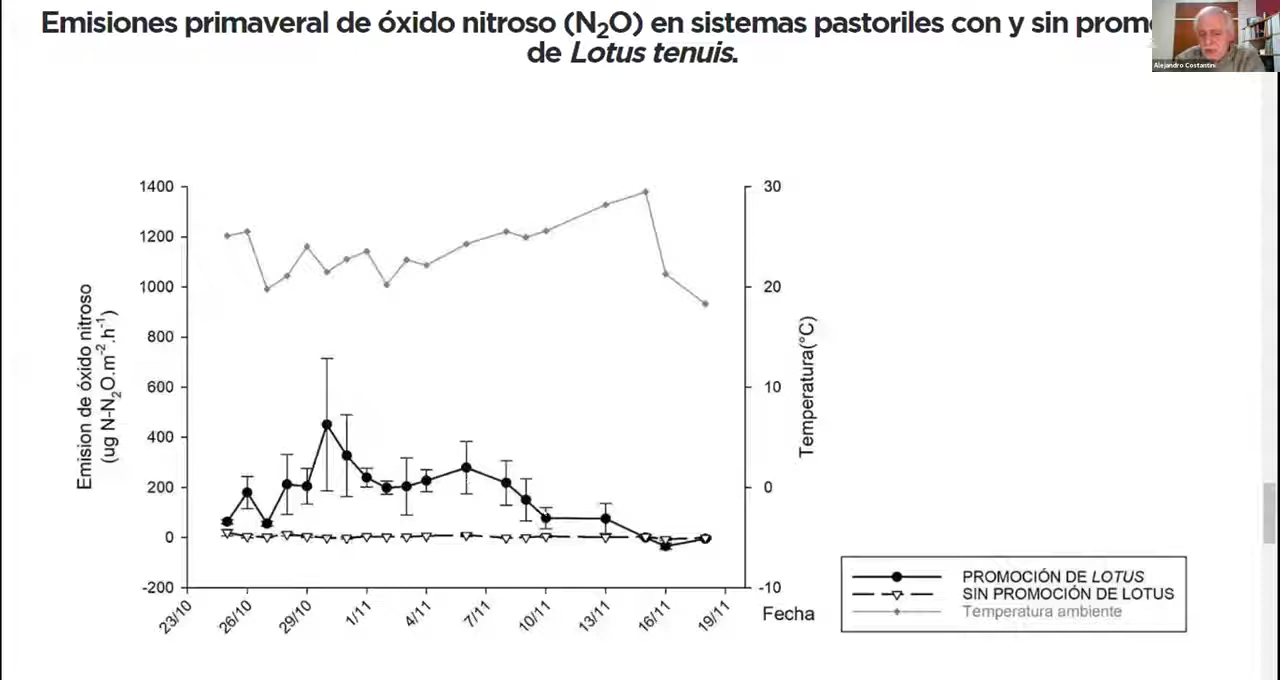 Emisiones primaveral de óxido nitroso (N₂O) en sistemas pastoriles con y sin
de Lotus tenuis.
Alejandro Costantini
1400
1200
1000
800
600
400
200
0
-200
Emision de óxido nitroso
(ug N-N₂O.m⁻².h⁻¹)
30
20
10
0
-10
Temperatura(°C)
23/10
26/10
29/10
1/11
4/11
7/11
10/11
13/11
16/11
19/11
Fecha
PROMOCIÓN DE LOTUS
SIN PROMOCIÓN DE LOTUS
Temperatura ambiente